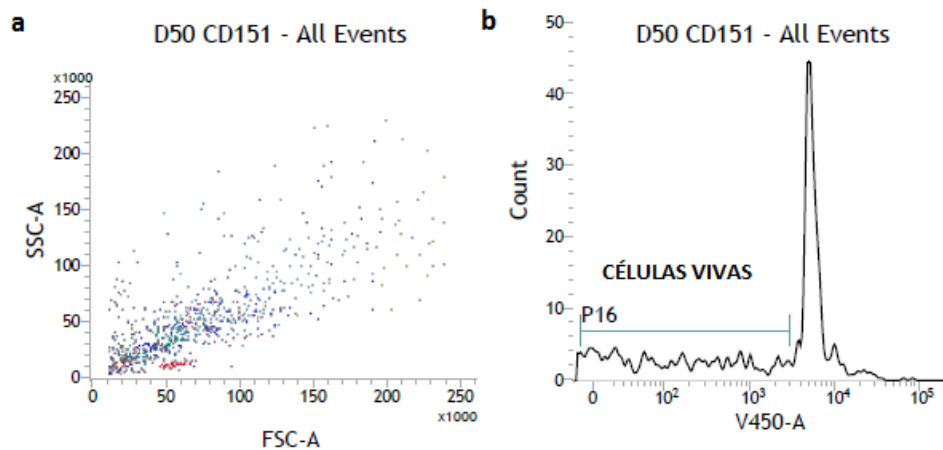 a
D50 CD151 - All Events
x1000
250
200
150
100
50
0
SSC-A
0 50 100 150 200 250
x1000
FSC-A
b
D50 CD151 - All Events
50
40
30
20
10
0
Count
CÉLULAS VIVAS
P16
0 10² 10³ 10⁴ 10⁵
V450-A